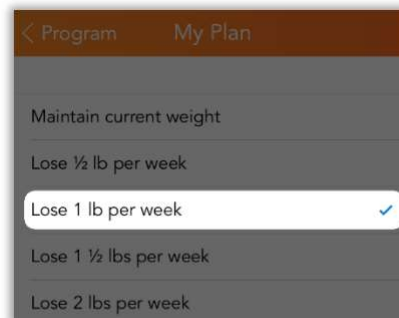 < Program My Plan
Maintain current weight
Lose ½ lb per week
Lose 1 lb per week
Lose 1 ½ lbs per week
Lose 2 lbs per week